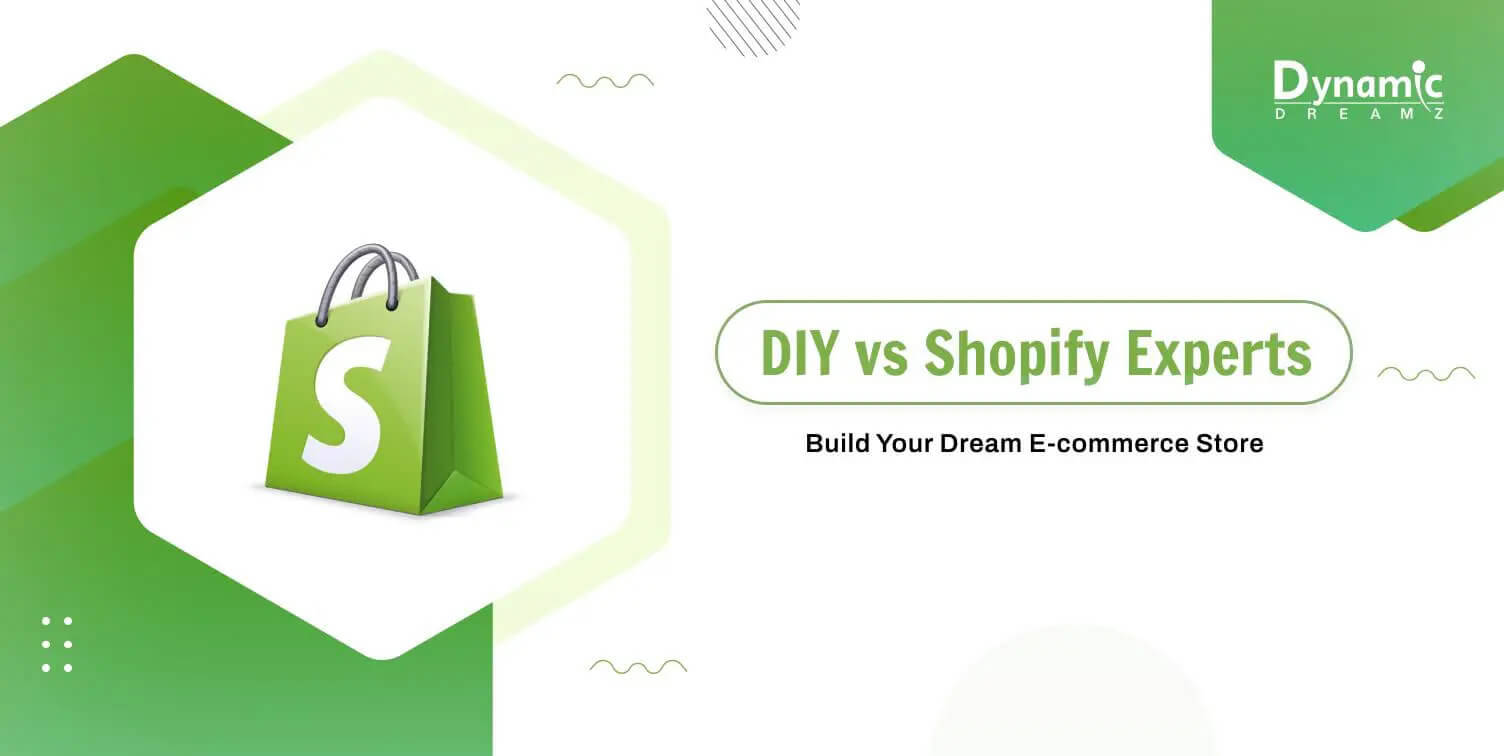 Dynamic
DREAMZ
S
DIY vs Shopify Experts
Build Your Dream E-commerce Store